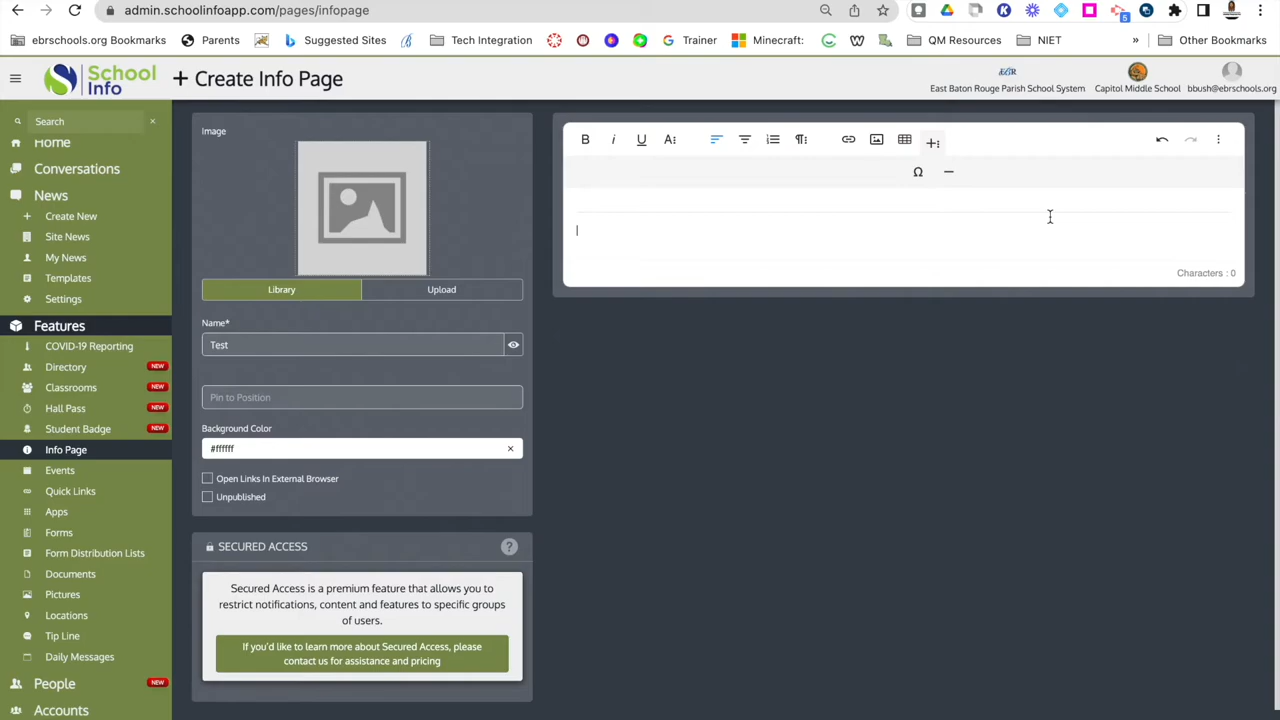 admin.schoolinfoapp.com/pages/infopage
5
ebrschools.org Bookmarks
Parents
Suggested Sites
Tech Integration
Trainer
Minecraft:
QM Resources
NIET
»
Other Bookmarks
School Info
+ Create Info Page
East Baton Rouge Parish School System
Capitol Middle School
bbush@ebrschools.org
Search
Home
Conversations
News
Create New
Site News
My News
Templates
Settings
Features
COVID-19 Reporting
Directory NEW
Classrooms NEW
Hall Pass NEW
Student Badge NEW
Info Page
Events
Quick Links
Apps
Forms
Form Distribution Lists
Documents
Pictures
Locations
Tip Line
Daily Messages
People NEW
Accounts
Image
Library
Upload
Name*
Test
Pin to Position
Background Color
#ffffff
Open Links In External Browser
Unpublished
SECURED ACCESS
?
Secured Access is a premium feature that allows you to
restrict notifications, content and features to specific groups
of users.
If you'd like to learn more about Secured Access, please
contact us for assistance and pricing
B i U A
Ω —
Characters : 0